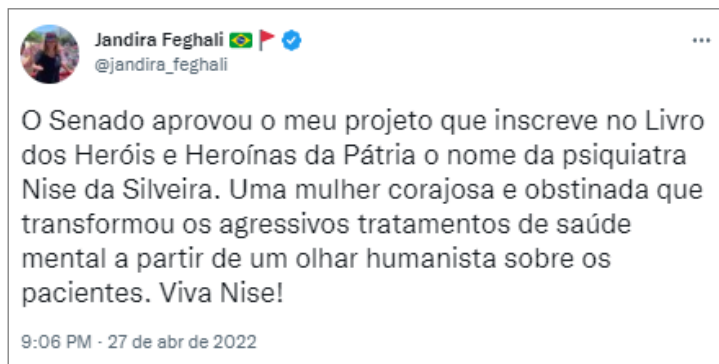 Jandira Feghali 🇧🇷 🚩
@jandira_feghali
O Senado aprovou o meu projeto que inscreve no Livro
dos Heróis e Heroínas da Pátria o nome da psiquiatra
Nise da Silveira. Uma mulher corajosa e obstinada que
transformou os agressivos tratamentos de saúde
mental a partir de um olhar humanista sobre os
pacientes. Viva Nise!
9:06 PM · 27 de abr de 2022